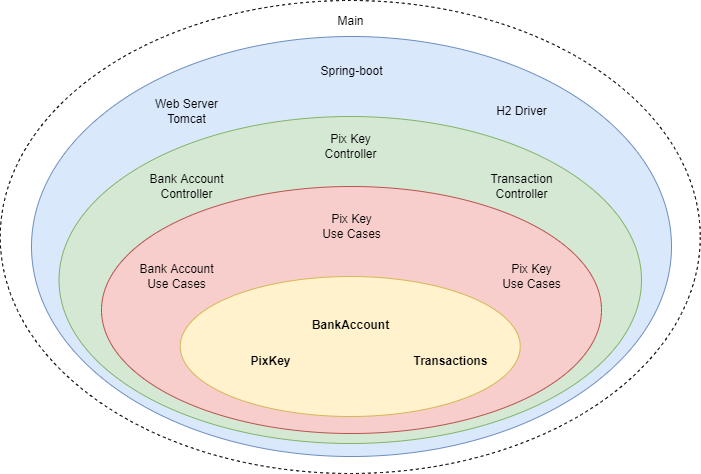 Main
Spring-boot
Web Server
Tomcat
H2 Driver
Pix Key
Controller
Bank Account
Controller
Transaction
Controller
Pix Key
Use Cases
Bank Account
Use Cases
Pix Key
Use Cases
BankAccount
PixKey
Transactions